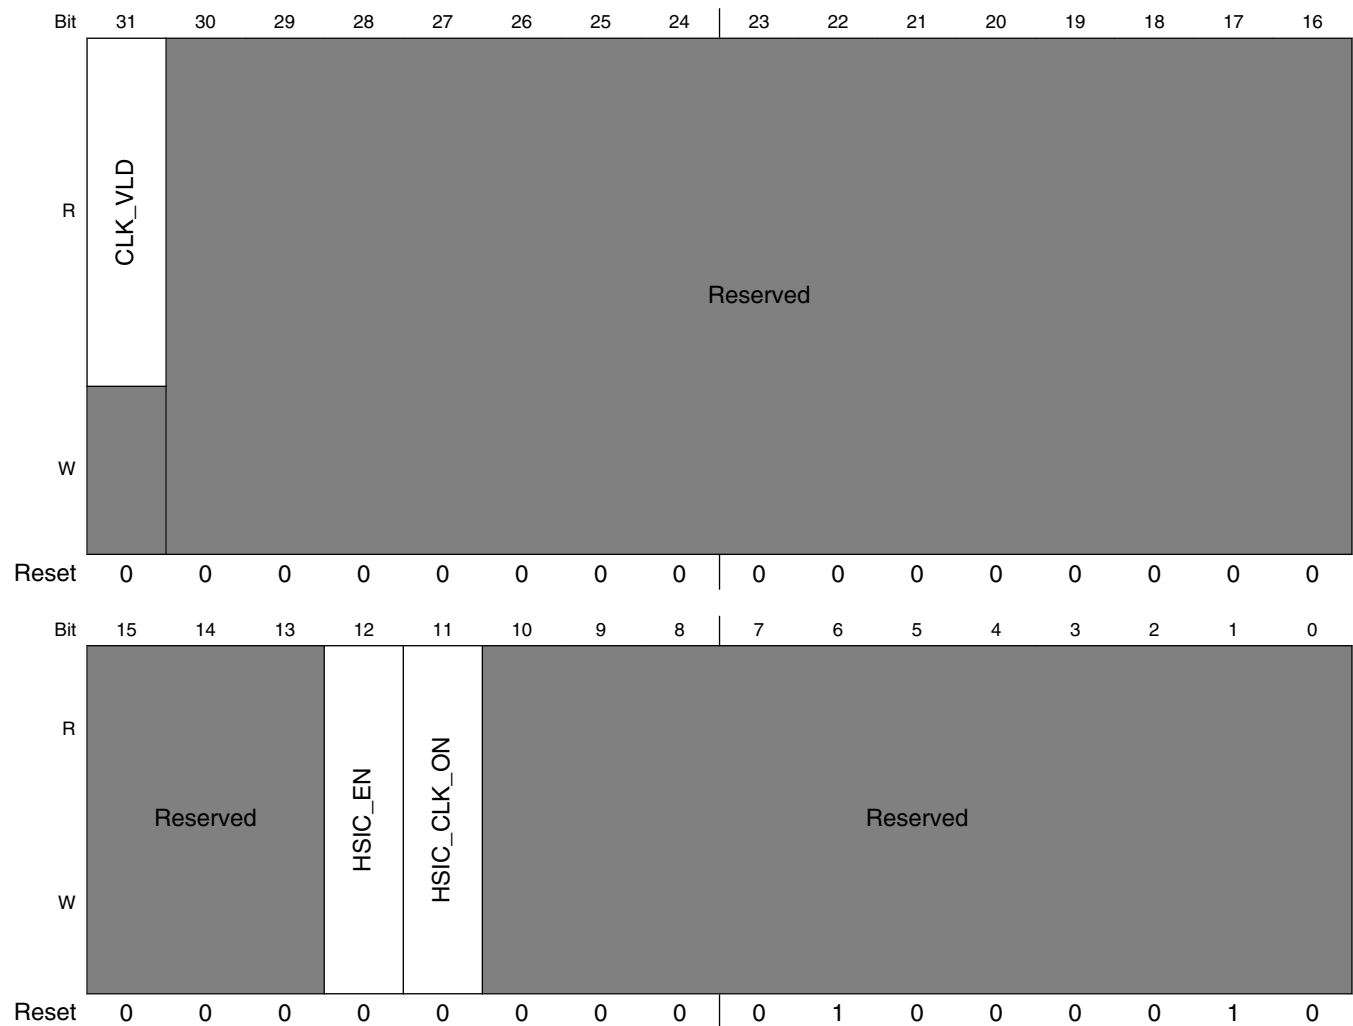 Bit 31 30 29 28 27 26 25 24 23 22 21 20 19 18 17 16
R CLK_VLD
Reserved
W
Reset 0 0 0 0 0 0 0 0 0 0 0 0 0 0 0 0
Bit 15 14 13 12 11 10 9 8 7 6 5 4 3 2 1 0
R
Reserved HSIC_EN HSIC_CLK_ON Reserved
W
Reset 0 0 0 0 0 0 0 0 0 1 0 0 0 0 1 0